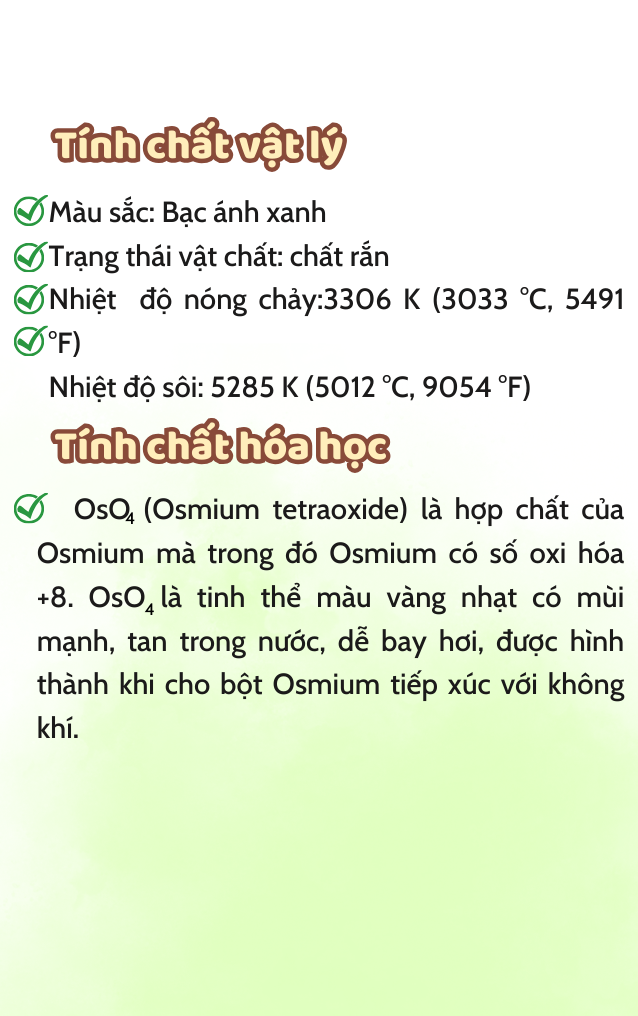 Tính chất vật lý
Màu sắc: Bạc ánh xanh
Trạng thái vật chất: chất rắn
Nhiệt độ nóng chảy:3306 K (3033 °C, 5491
°F)
Nhiệt độ sôi: 5285 K (5012 °C, 9054 °F)
Tính chất hóa học
OsO₄ (Osmium tetraoxide) là hợp chất của
Osmium mà trong đó Osmium có số oxi hóa
+8. OsO₄ là tinh thể màu vàng nhạt có mùi
mạnh, tan trong nước, dễ bay hơi, được hình
thành khi cho bột Osmium tiếp xúc với không
khí.